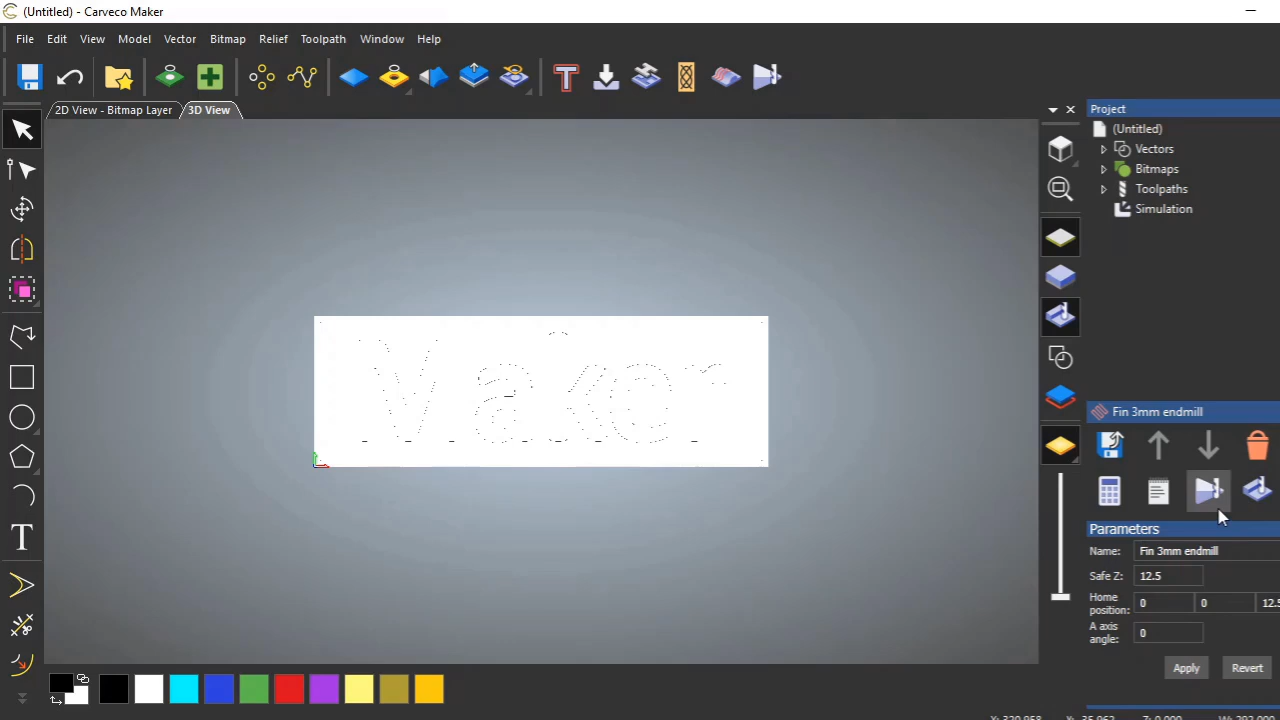 (Untitled) - Carveco Maker
File Edit View Model Vector Bitmap Relief Toolpath Window Help
2D View - Bitmap Layer 3D View
Project
(Untitled)
Vectors
Bitmaps
Toolpaths
Simulation
Maker
Fin 3mm endmill
Parameters
Name: Fin 3mm endmill
Safe Z: 12.5
Home position: 0 0 12.5
A axis angle: 0
Apply Revert